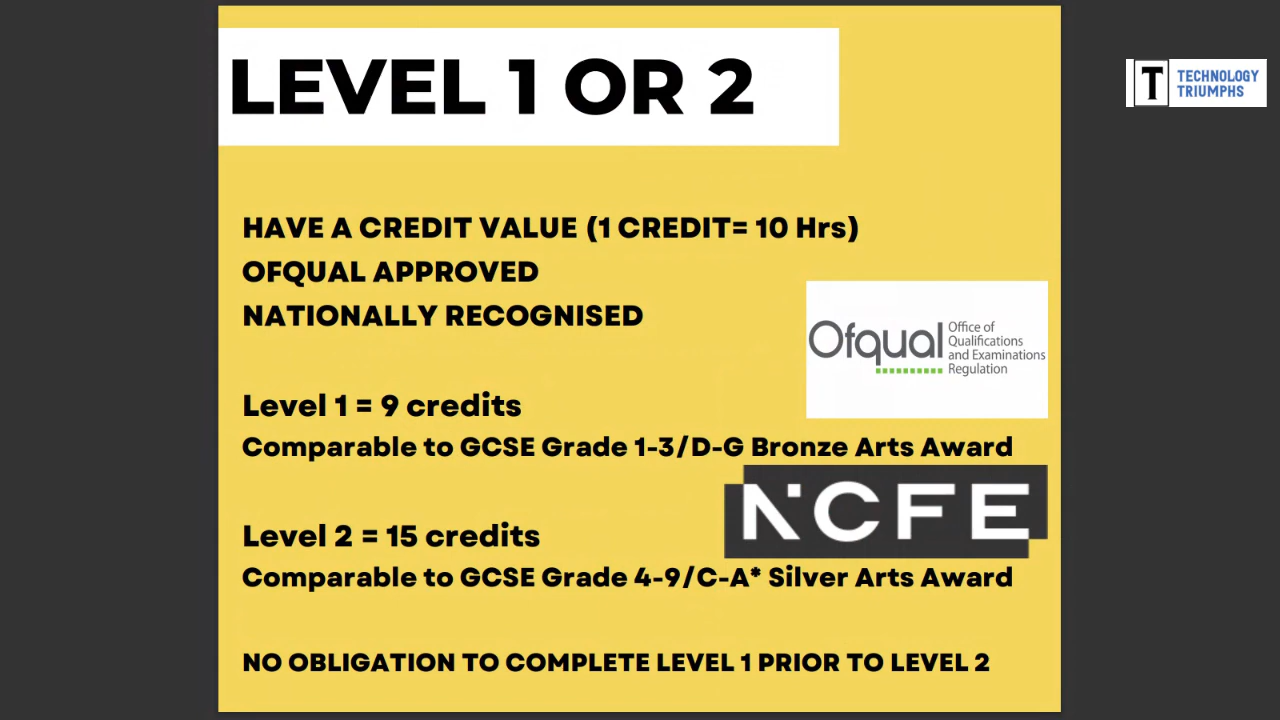 LEVEL 1 OR 2
T TECHNOLOGY
TRIUMPHS
HAVE A CREDIT VALUE (1 CREDIT= 10 Hrs)
OFQUAL APPROVED
NATIONALLY RECOGNISED
Ofqual
Office of
Qualifications
and Examinations
Regulation
Level 1 = 9 credits
Comparable to GCSE Grade 1-3/D-G Bronze Arts Award
NCFE
Level 2 = 15 credits
Comparable to GCSE Grade 4-9/C-A* Silver Arts Award
NO OBLIGATION TO COMPLETE LEVEL 1 PRIOR TO LEVEL 2